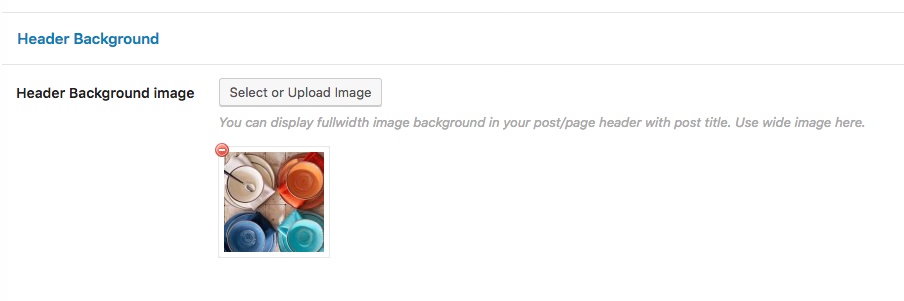 Header Background
Header Background image
Select or Upload Image
You can display fullwidth image background in your post/page header with post title. Use wide image here.